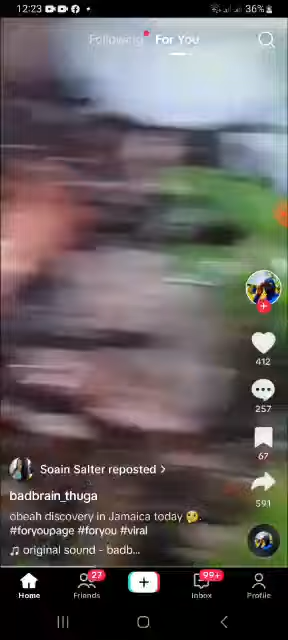 12:23
36%
Following
For You
412
257
67
591
Soain Salter reposted >
badbrain_thuga
obeah discovery in Jamaica today 🤔.
#foryoupage #foryou #viral
♫ original sound - badb...
27
99+
Home
Friends
Inbox
Profile